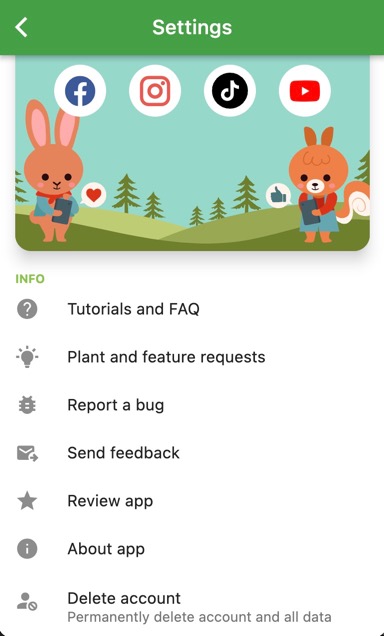 Settings
INFO
Tutorials and FAQ
Plant and feature requests
Report a bug
Send feedback
Review app
About app
Delete account
Permanently delete account and all data